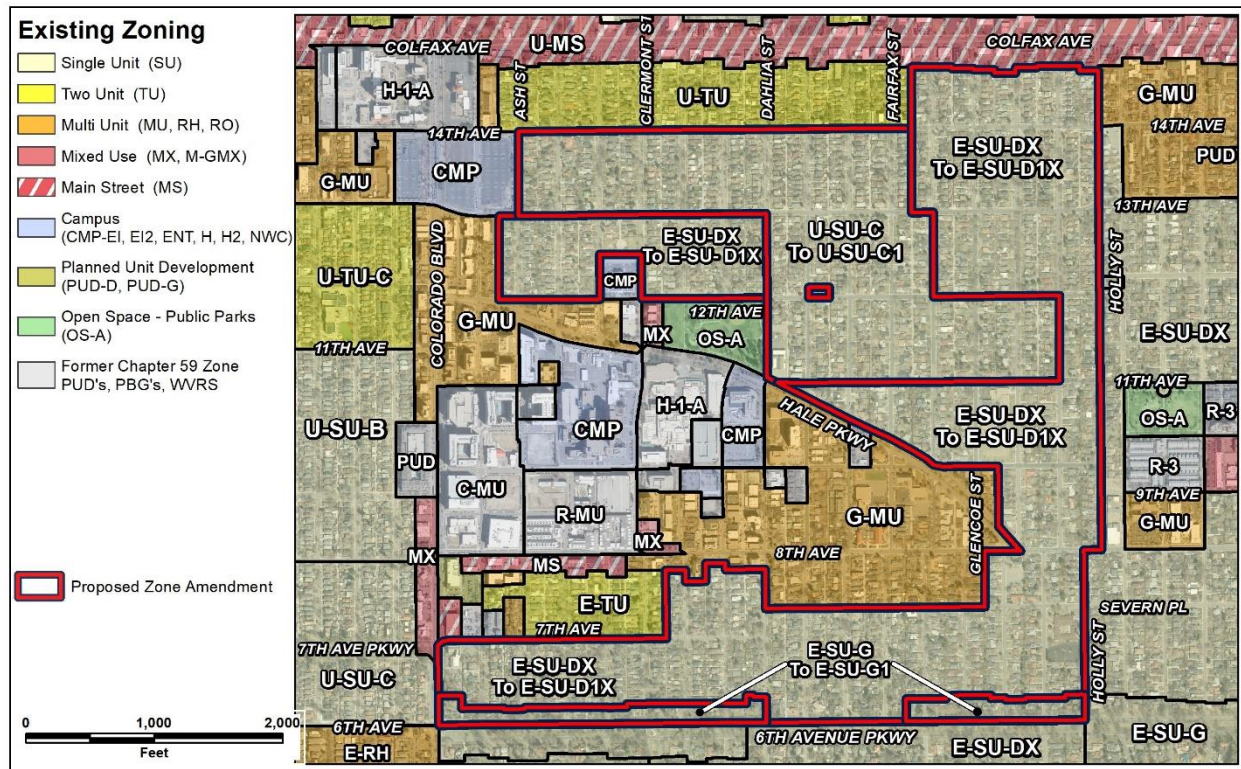 Existing Zoning
Single Unit (SU)
Two Unit (TU)
Multi Unit (MU, RH, RO)
Mixed Use (MX, M-GMX)
Main Street (MS)
Campus
(CMP-EI, EI2, ENT, H, H2, NWC)
Planned Unit Development
(PUD-D, PUD-G)
Open Space - Public Parks
(OS-A)
Former Chapter 59 Zone
PUD's, PBG's, WVRS
Proposed Zone Amendment
0 1,000 2,000
Feet
COLFAX AVE
U-MS
COLFAX AVE
H-1-A
ASH ST
CLERMONT ST
DAHLIA ST
FAIRFAX ST
U-TU
G-MU
14TH AVE
14TH AVE
PUD
E-SU-DX
To E-SU-D1X
G-MU
CMP
13TH AVE
U-TU-C
COLORADO BLVD
E-SU-DX
To E-SU- D1X
U-SU-C
To U-SU-C1
HOLLY ST
CMP
G-MU
MX
12TH AVE
OS-A
E-SU-DX
11TH AVE
11TH AVE
OS-A
R-3
U-SU-B
CMP
H-1-A
CMP
HALE PKWY
E-SU-DX
To E-SU-D1X
PUD
C-MU
R-MU
R-3
9TH AVE
G-MU
G-MU
GLENCOE ST
MX
MX
8TH AVE
MS
E-TU
7TH AVE
SEVERN PL
7TH AVE PKWY
U-SU-C
E-SU-DX
To E-SU-D1X
E-SU-G
To E-SU-G1
HOLLY ST
6TH AVE
E-RH
6TH AVENUE PKWY
E-SU-DX
E-SU-G